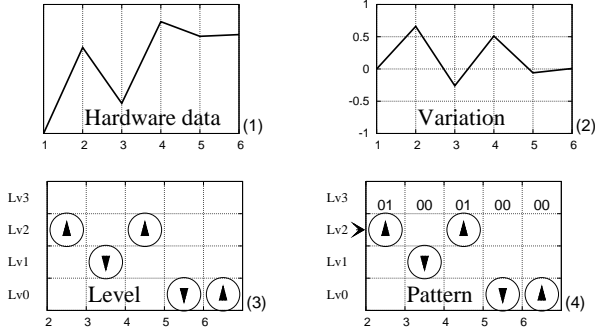 Hardware data
1 2 3 4 5 6 (1)
1
0.5
0
-0.5
-1
Variation
1 2 3 4 5 6 (2)
Lv3
Lv2
Lv1
Lv0
Level
2 3 4 5 6 (3)
Lv3 01 00 01 00 00
Lv2
Lv1
Lv0
Pattern
2 3 4 5 6 (4)